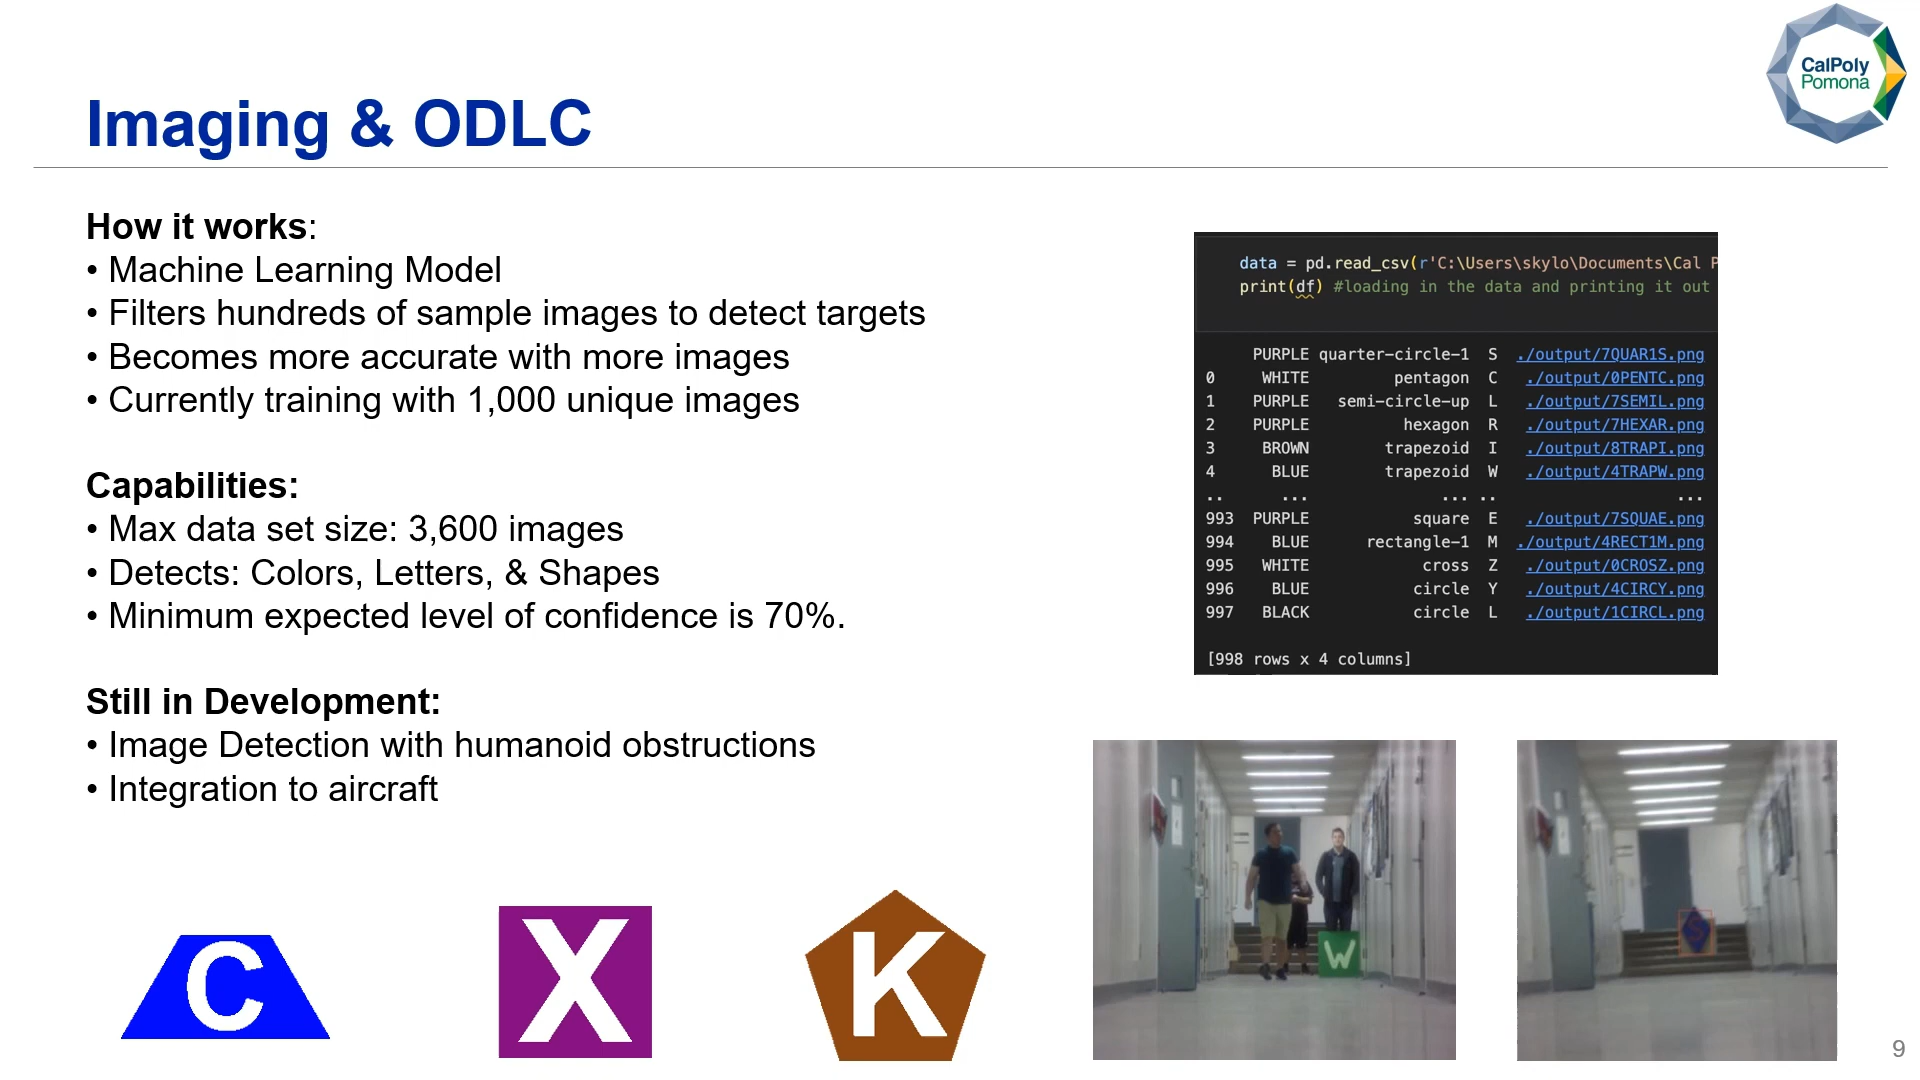 CalPoly
Pomona
Imaging & ODLC
How it works:
• Machine Learning Model
• Filters hundreds of sample images to detect targets
• Becomes more accurate with more images
• Currently training with 1,000 unique images
Capabilities:
• Max data set size: 3,600 images
• Detects: Colors, Letters, & Shapes
• Minimum expected level of confidence is 70%.
Still in Development:
• Image Detection with humanoid obstructions
• Integration to aircraft
data = pd.read_csv(r'C:\Users\skylo\Documents\Cal P
print(df) #loading in the data and printing it out
PURPLE quarter-circle-1 S ./output/7QUAR1S.png
0 WHITE pentagon C ./output/0PENTC.png
1 PURPLE semi-circle-up L ./output/7SEMIL.png
2 PURPLE hexagon R ./output/7HEXAR.png
3 BROWN trapezoid I ./output/8TRAPI.png
4 BLUE trapezoid W ./output/4TRAPW.png
.. ... ... .. ...
993 PURPLE square E ./output/7SQUAE.png
994 BLUE rectangle-1 M ./output/4RECT1M.png
995 WHITE cross Z ./output/0CROSZ.png
996 BLUE circle Y ./output/4CIRCY.png
997 BLACK circle L ./output/1CIRCL.png
[998 rows x 4 columns]
C
X
K
W
S
9